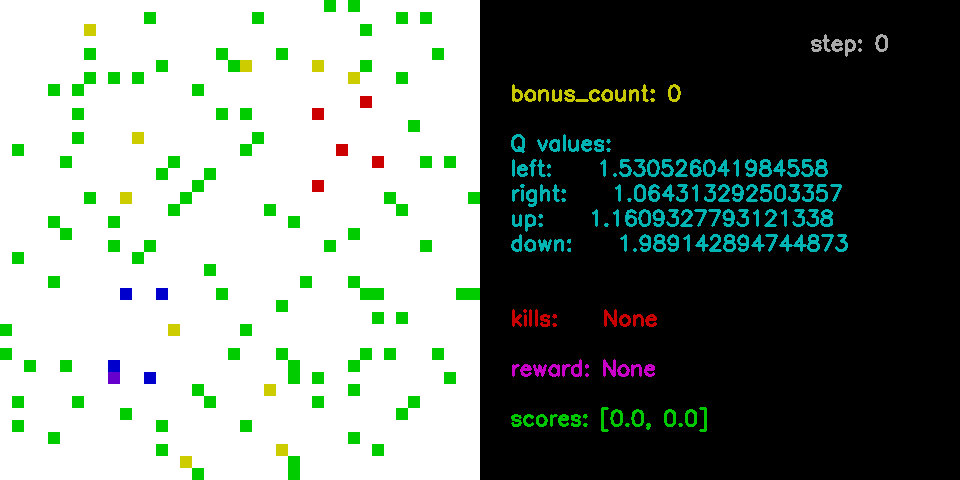 step: 0
bonus_count: 0
Q values:
left: 1.530526041984558
right: 1.064313292503357
up: 1.1609327793121338
down: 1.989142894744873
kills: None
reward: None
scores: [0.0, 0.0]